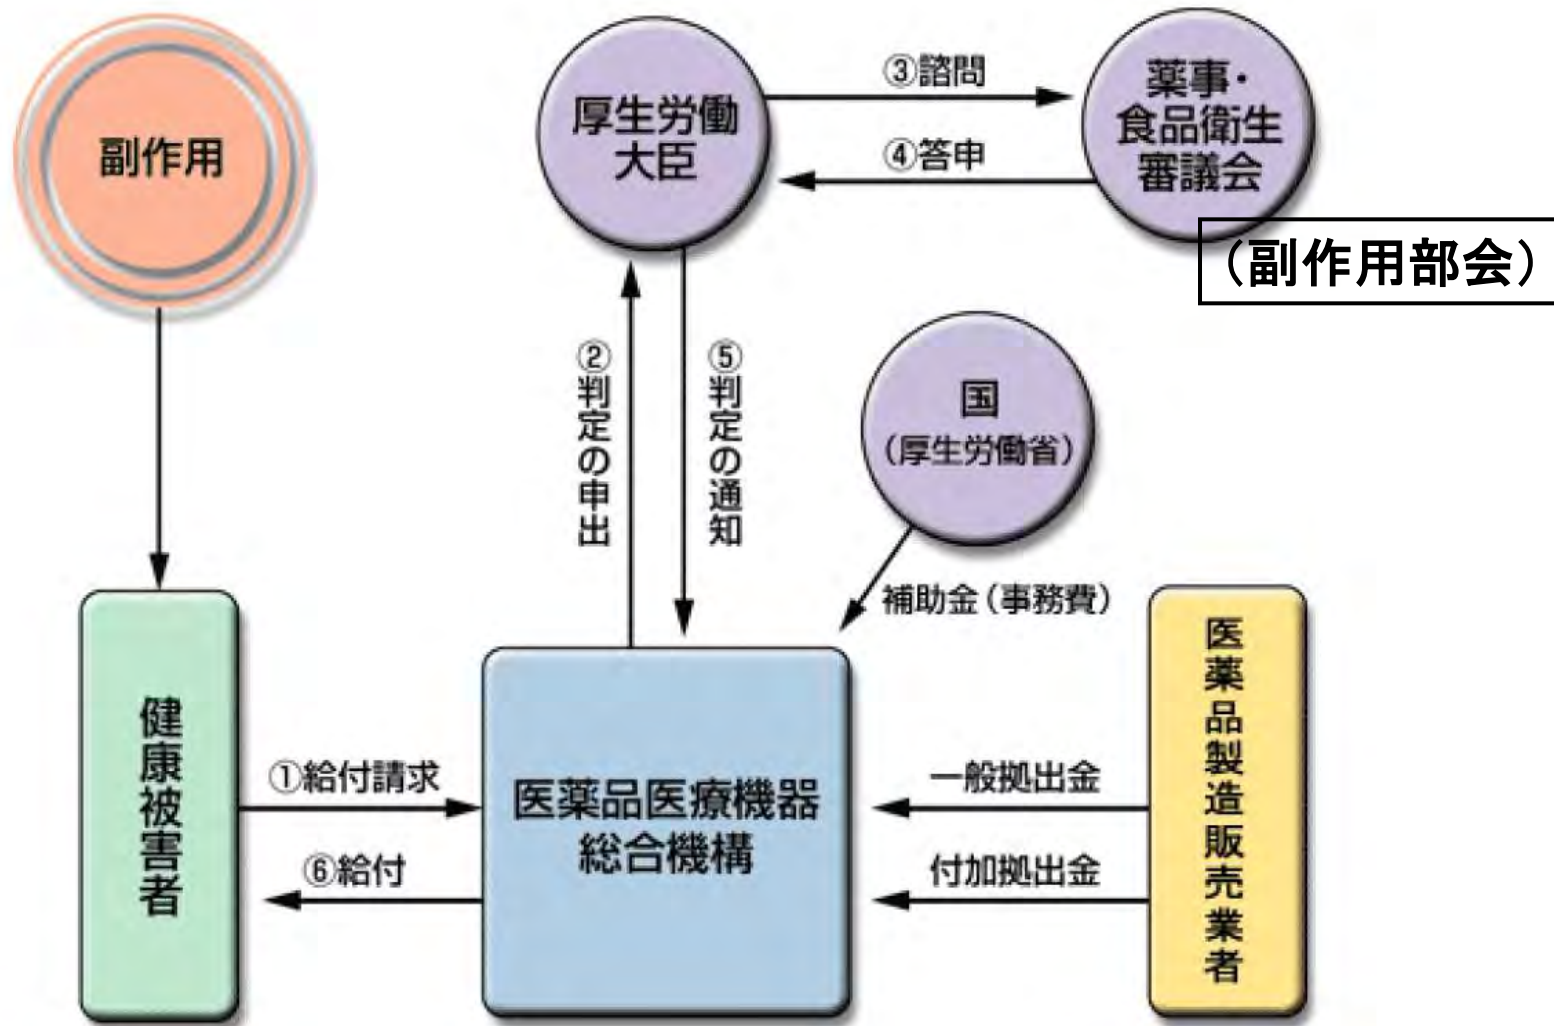 副作用
厚生労働
大臣
③諮問
④答申
薬事・
食品衛生
審議会
（副作用部会）
②判定の申出
⑤判定の通知
国
（厚生労働省）
補助金（事務費）
健康被害者
①給付請求
⑥給付
医薬品医療機器
総合機構
一般拠出金
付加拠出金
医薬品製造販売業者